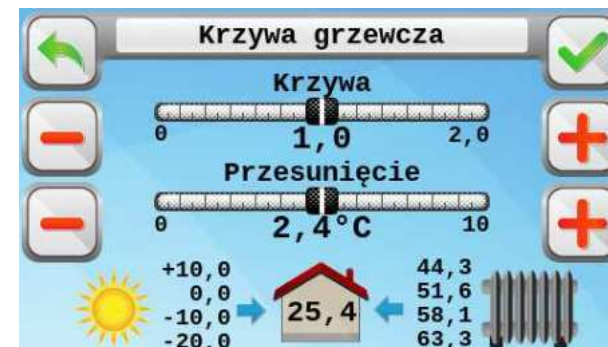 Krzywa grzewcza
Krzywa
0 1,0 2,0
Przesunięcie
0 2,4°C 10
+10,0 44,3
0,0 51,6
25,4
-10,0 58,1
-20,0 63,3